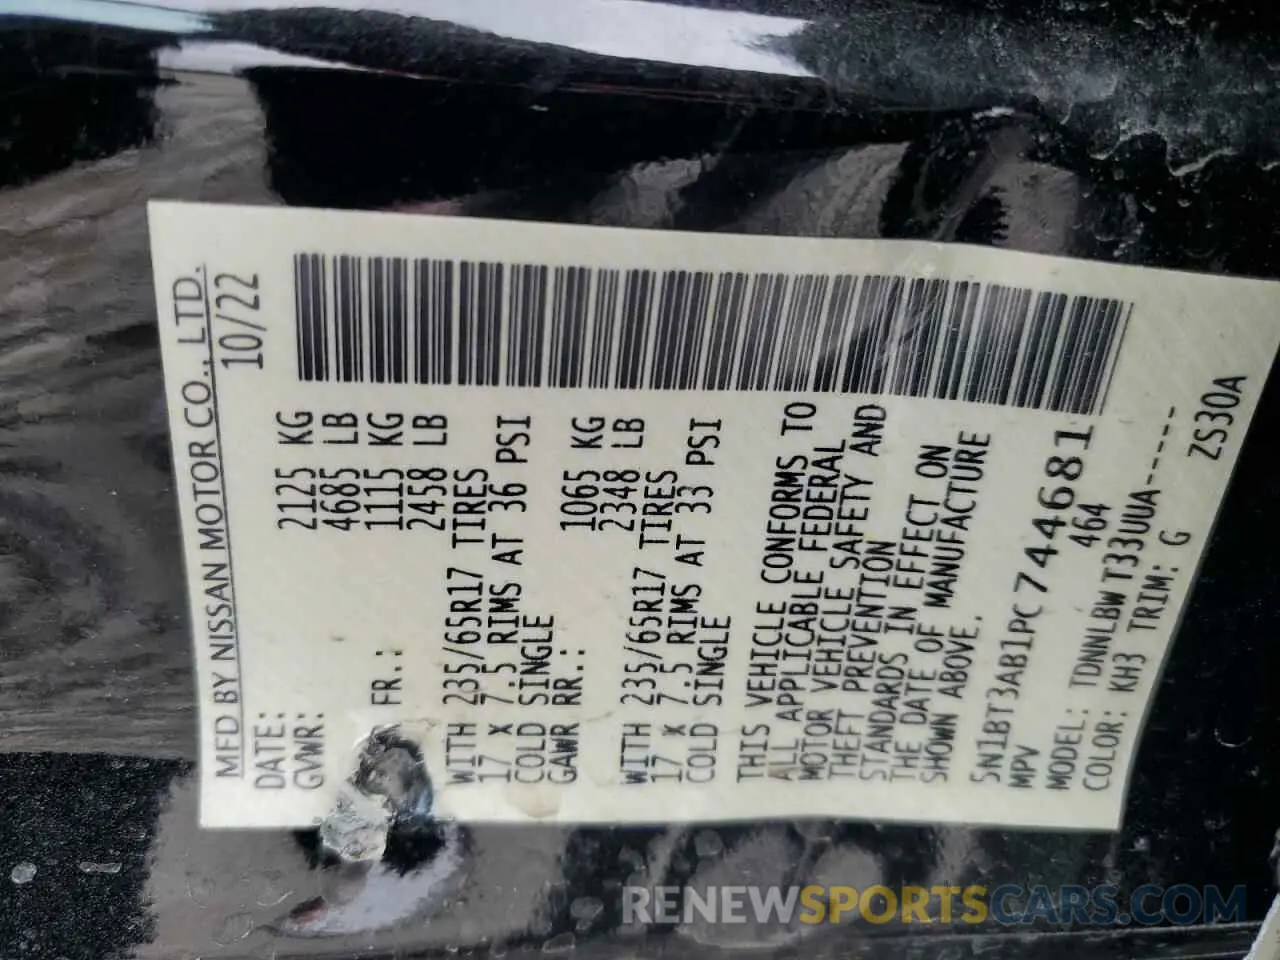 MFD BY NISSAN MOTOR CO., LTD.
DATE: 10/22
GVWR: 2125 KG
4685 LB
FR.: 1115 KG
2458 LB
WITH 235/65R17 TIRES
17 X 7.5 RIMS AT 36 PSI
COLD SINGLE
GAWR RR.: 1065 KG
2348 LB
WITH 235/65R17 TIRES
17 X 7.5 RIMS AT 33 PSI
COLD SINGLE
THIS VEHICLE CONFORMS TO
ALL APPLICABLE FEDERAL
MOTOR VEHICLE SAFETY AND
THEFT PREVENTION
STANDARDS IN EFFECT ON
THE DATE OF MANUFACTURE
SHOWN ABOVE.
5N1BT3AB1PC744681
MPV 464
MODEL: TDNNLBWT33UUA-----
COLOR: KH3 TRIM: G
ZS30A
RENEWSPORTSCARS.COM